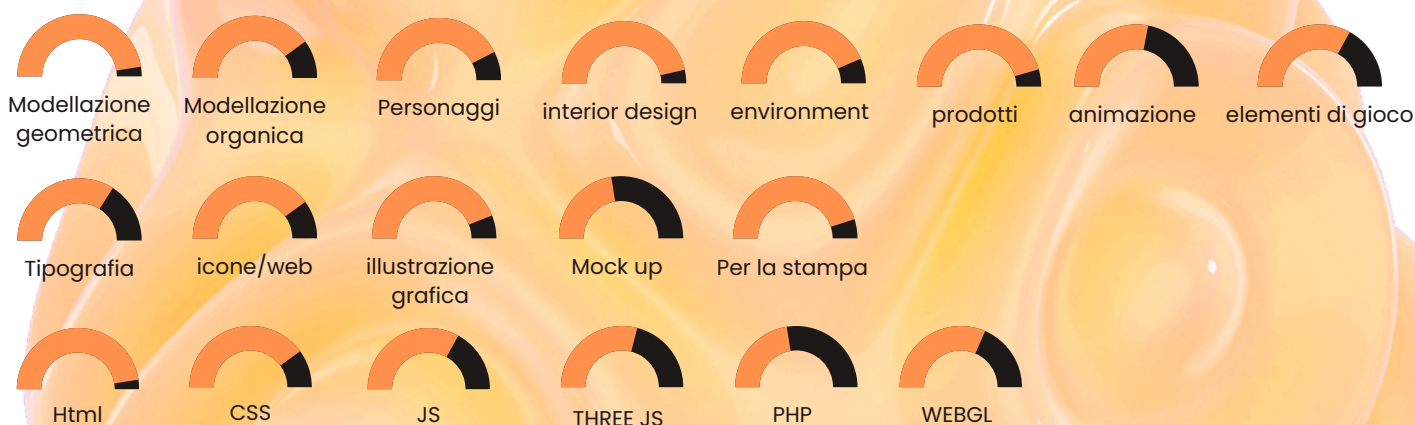 Modellazione
geometrica
Modellazione
organica
Personaggi
interior design
environment
prodotti
animazione
elementi di gioco
Tipografia
icone/web
illustrazione
grafica
Mock up
Per la stampa
Html
CSS
JS
THREE JS
PHP
WEBGL